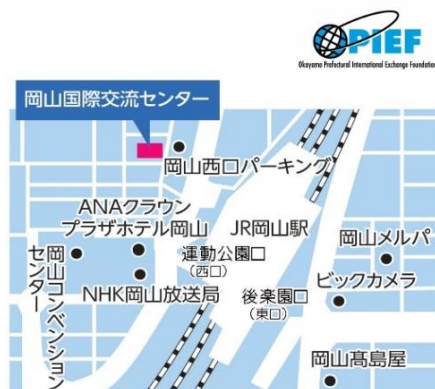 OPIEF
Okayama Prefectural International Exchange Foundation
岡山国際交流センター
岡山西口パーキング
ANAクラウン
プラザホテル岡山
JR岡山駅
運動公園口
(西口)
岡山メルパ
岡山コンベンション
センター
NHK岡山放送局
後楽園口
(東口)
ビックカメラ
岡山髙島屋